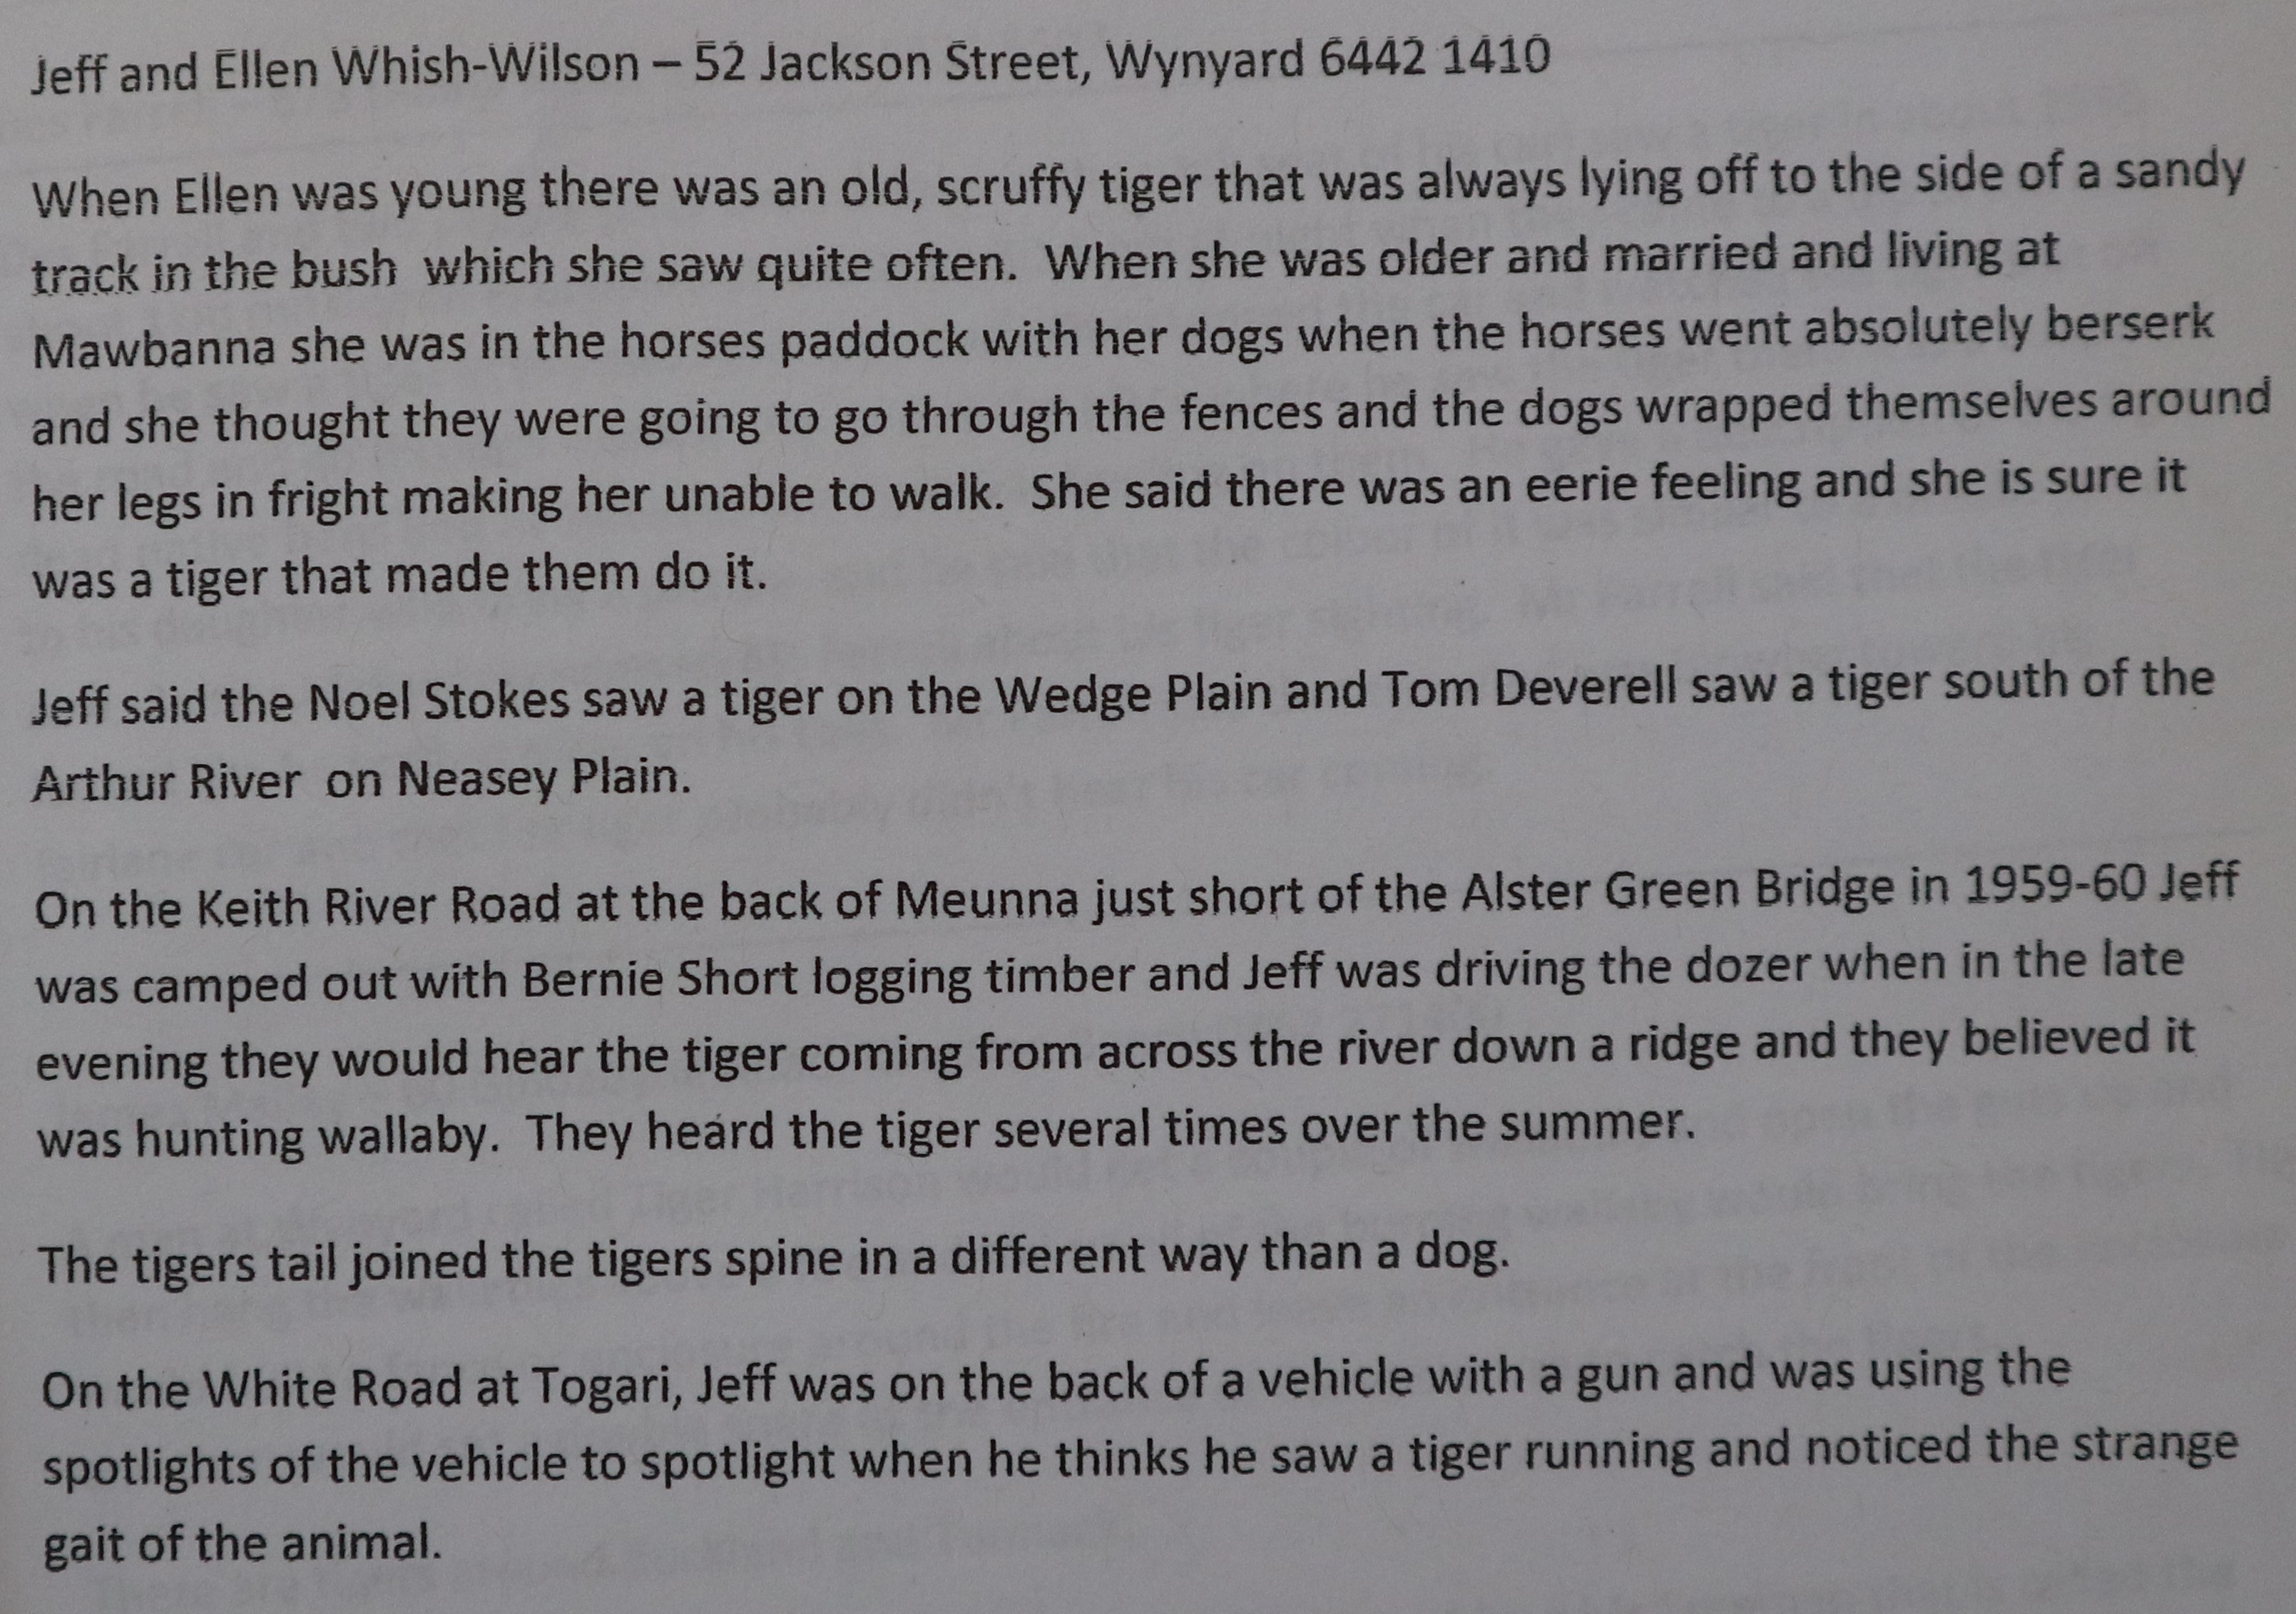 Jeff and Ellen Whish-Wilson – 52 Jackson Street, Wynyard 6442 1410
When Ellen was young there was an old, scruffy tiger that was always lying off to the side of a sandy
track in the bush  which she saw quite often.  When she was older and married and living at
Mawbanna she was in the horses paddock with her dogs when the horses went absolutely berserk
and she thought they were going to go through the fences and the dogs wrapped themselves around
her legs in fright making her unable to walk.  She said there was an eerie feeling and she is sure it
was a tiger that made them do it.
Jeff said the Noel Stokes saw a tiger on the Wedge Plain and Tom Deverell saw a tiger south of the
Arthur River  on Neasey Plain.
On the Keith River Road at the back of Meunna just short of the Alster Green Bridge in 1959-60 Jeff
was camped out with Bernie Short logging timber and Jeff was driving the dozer when in the late
evening they would hear the tiger coming from across the river down a ridge and they believed it
was hunting wallaby.  They heard the tiger several times over the summer.
The tigers tail joined the tigers spine in a different way than a dog.
On the White Road at Togari, Jeff was on the back of a vehicle with a gun and was using the
spotlights of the vehicle to spotlight when he thinks he saw a tiger running and noticed the strange
gait of the animal.